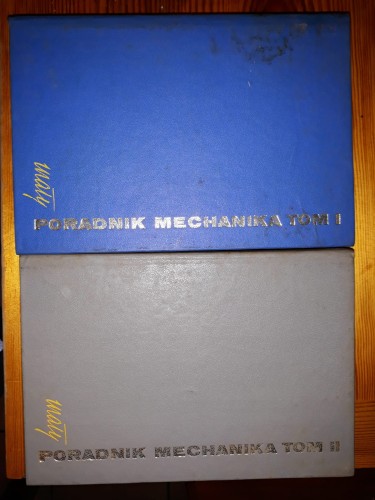 mały
PORADNIK MECHANIKA TOM I
mały
PORADNIK MECHANIKA TOM II